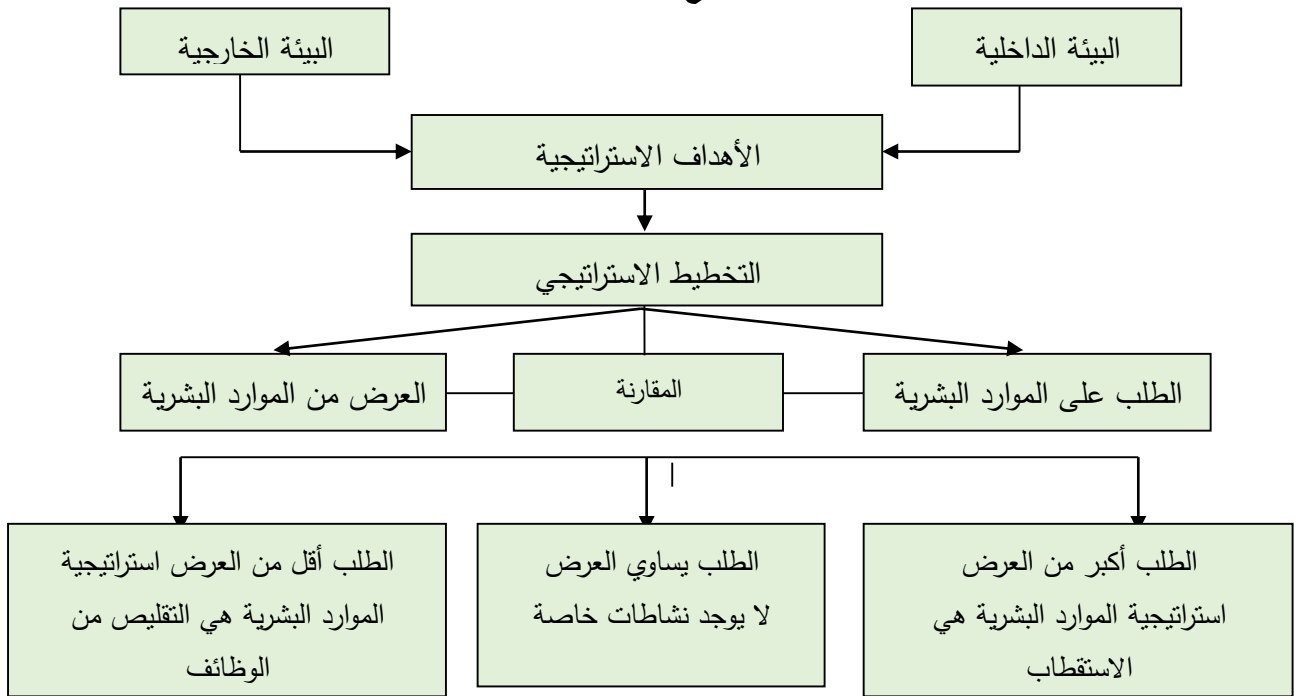 البيئة الداخلية
البيئة الخارجية
الأهداف الاستراتيجية
التخطيط الاستراتيجي
الطلب على الموارد البشرية
المقارنة
العرض من الموارد البشرية
الطلب أكبر من العرض
استراتيجية الموارد البشرية هي
الاستقطاب
الطلب يساوي العرض
لا يوجد نشاطات خاصة
الطلب أقل من العرض استراتيجية
الموارد البشرية هي التقليص من
الوظائف